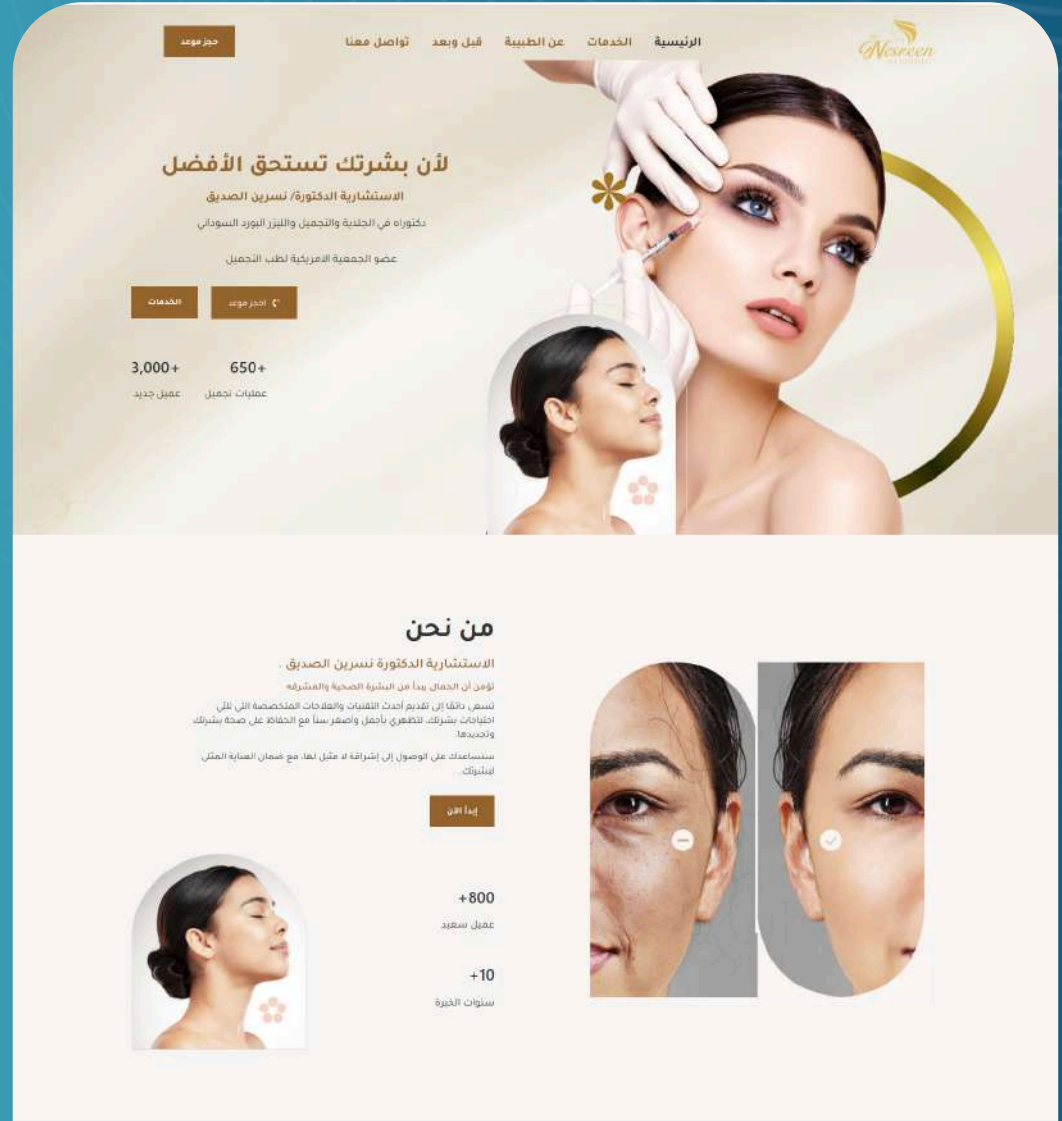 Nesreen
الرئيسية
الخدمات
عن الطبيبة
قبل وبعد
تواصل معنا
حجز موعد
لأن بشرتك تستحق الأفضل
الاستشارية الدكتورة/ نسرين الصديق
دكتوراه في الجلدية والتجميل والليزر البورد السوداني
عضو الجمعية الامريكية لطب التجميل
احجز موعد
الخدمات
650+
عمليات تجميل
3,000+
عميل جديد
من نحن
الاستشارية الدكتورة نسرين الصديق .
نؤمن أن الجمال يبدأ من البشرة الصحية والمشرقه
نسعى دائمًا إلى تقديم أحدث التقنيات والعلاجات المتخصصة التي تلبّي
احتياجات بشرتك، لتظهري بأجمل وأصغر سناً مع الحفاظ على صحة بشرتك
وتجديدها.
سنساعدك على الوصول إلى إشراقة لا مثيل لها، مع ضمان العناية المثلى
لبشرتك.
إبدأ الآن
+800
عميل سعيد
+10
سنوات الخبرة